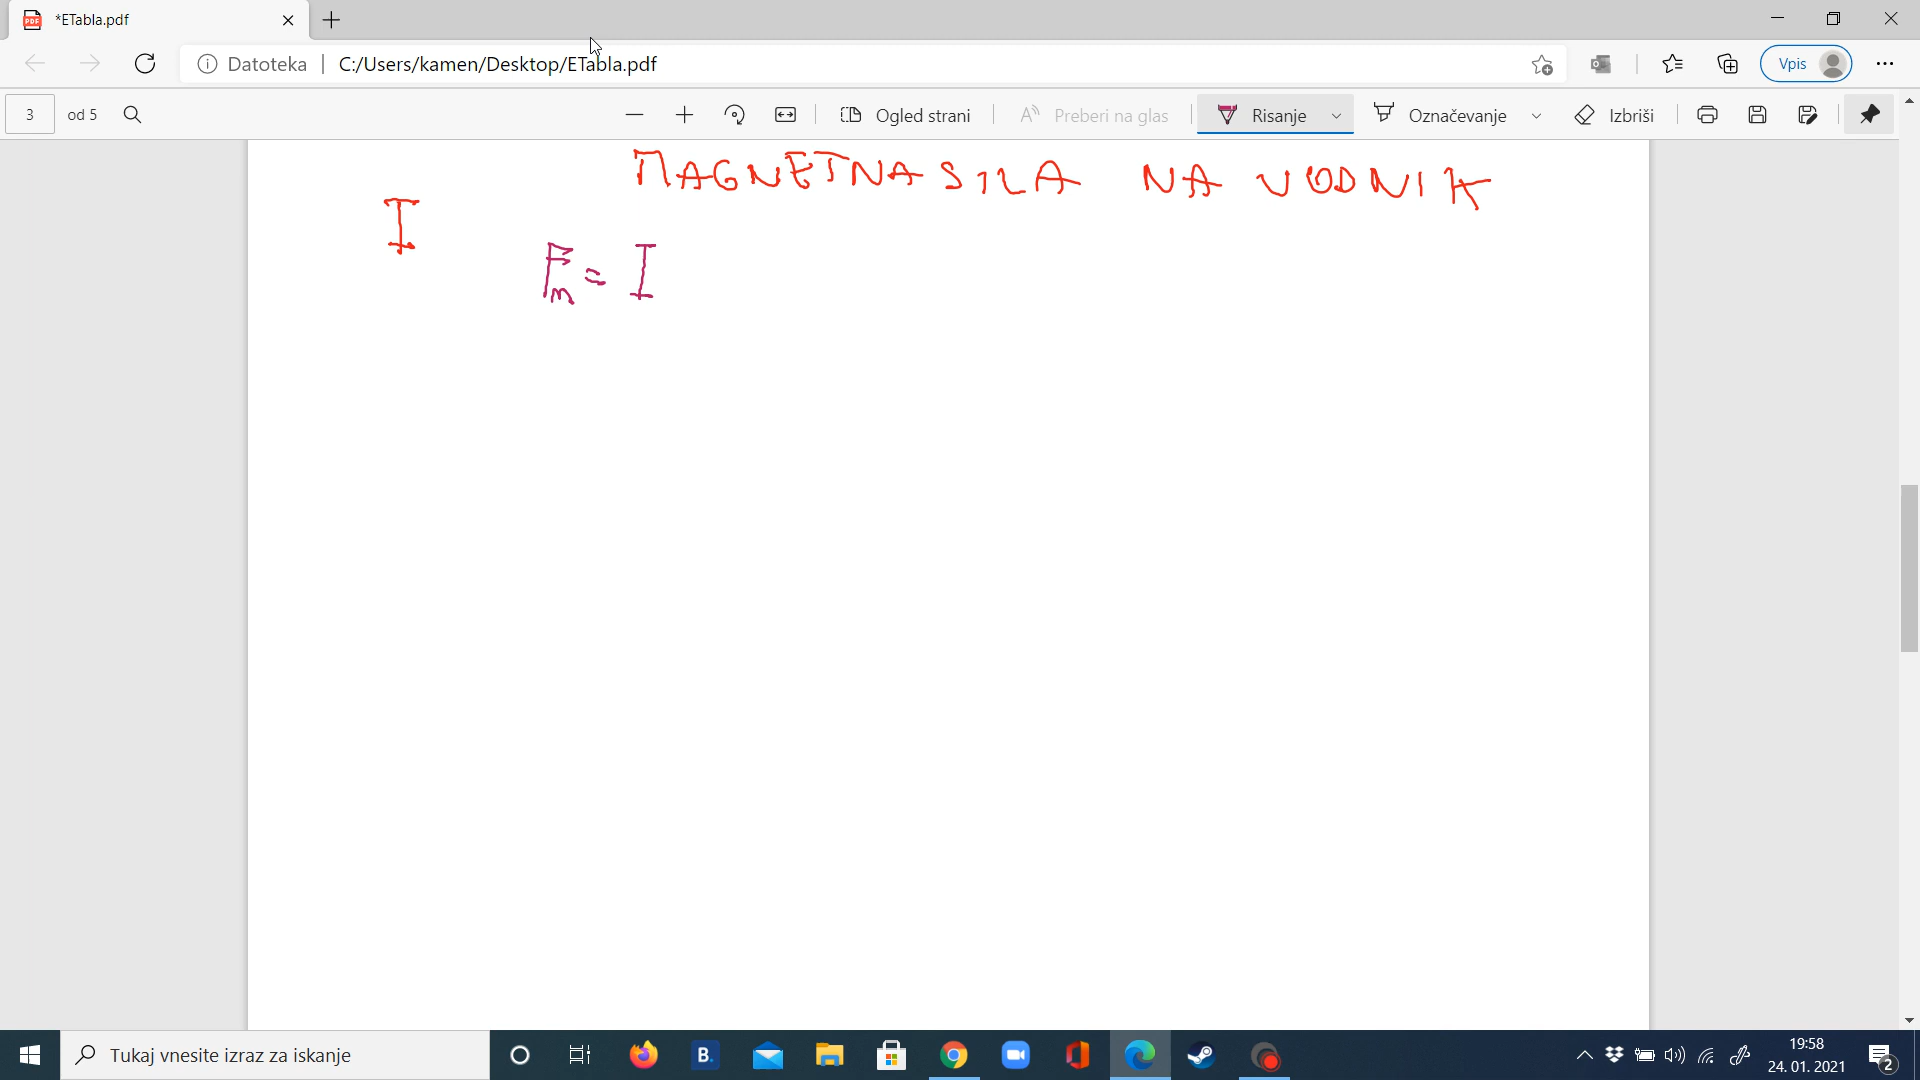 *ETabla.pdf
Datoteka
C:/Users/kamen/Desktop/ETabla.pdf
Vpis
3 od 5
Ogled strani
Preberi na glas
Risanje
Označevanje
Izbriši
MAGNETNA SILA NA VODNIK
I
Fm = I
Tukaj vnesite izraz za iskanje
B.
19:58
24. 01. 2021
2